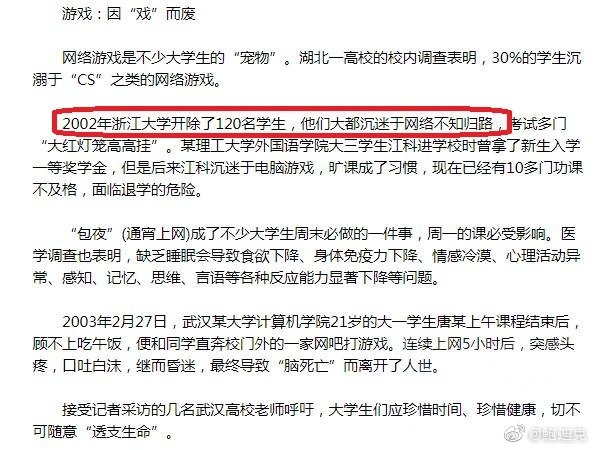 游戏：因“戏”而废
网络游戏是不少大学生的“宠物”。湖北一高校的校内调查表明，30%的学生沉
溺于“CS”之类的网络游戏。
2002年浙江大学开除了120名学生，他们大都沉迷于网络不知归路，考试多门
“大红灯笼高高挂”。某理工大学外国语学院大三学生江科进学校时曾拿了新生入学
一等奖学金，但是后来江科沉迷于电脑游戏，旷课成了习惯，现在已经有10多门功课
不及格，面临退学的危险。
“包夜”(通宵上网)成了不少大学生周末必做的一件事，周一的课必受影响。医
学调查也表明，缺乏睡眠会导致食欲下降、身体免疫力下降、情感冷漠、心理活动异
常、感知、记忆、思维、言语等各种反应能力显著下降等问题。
2003年2月27日，武汉某大学计算机学院21岁的大一学生唐某上午课程结束后，
顾不上吃午饭，便和同学直奔校门外的一家网吧打游戏。连续上网5小时后，突感头
疼，口吐白沫，继而昏迷，最终导致“脑死亡”而离开了人世。
接受记者采访的几名武汉高校老师呼吁，大学生们应珍惜时间、珍惜健康，切不
可随意“透支生命”。
@鲍迪克